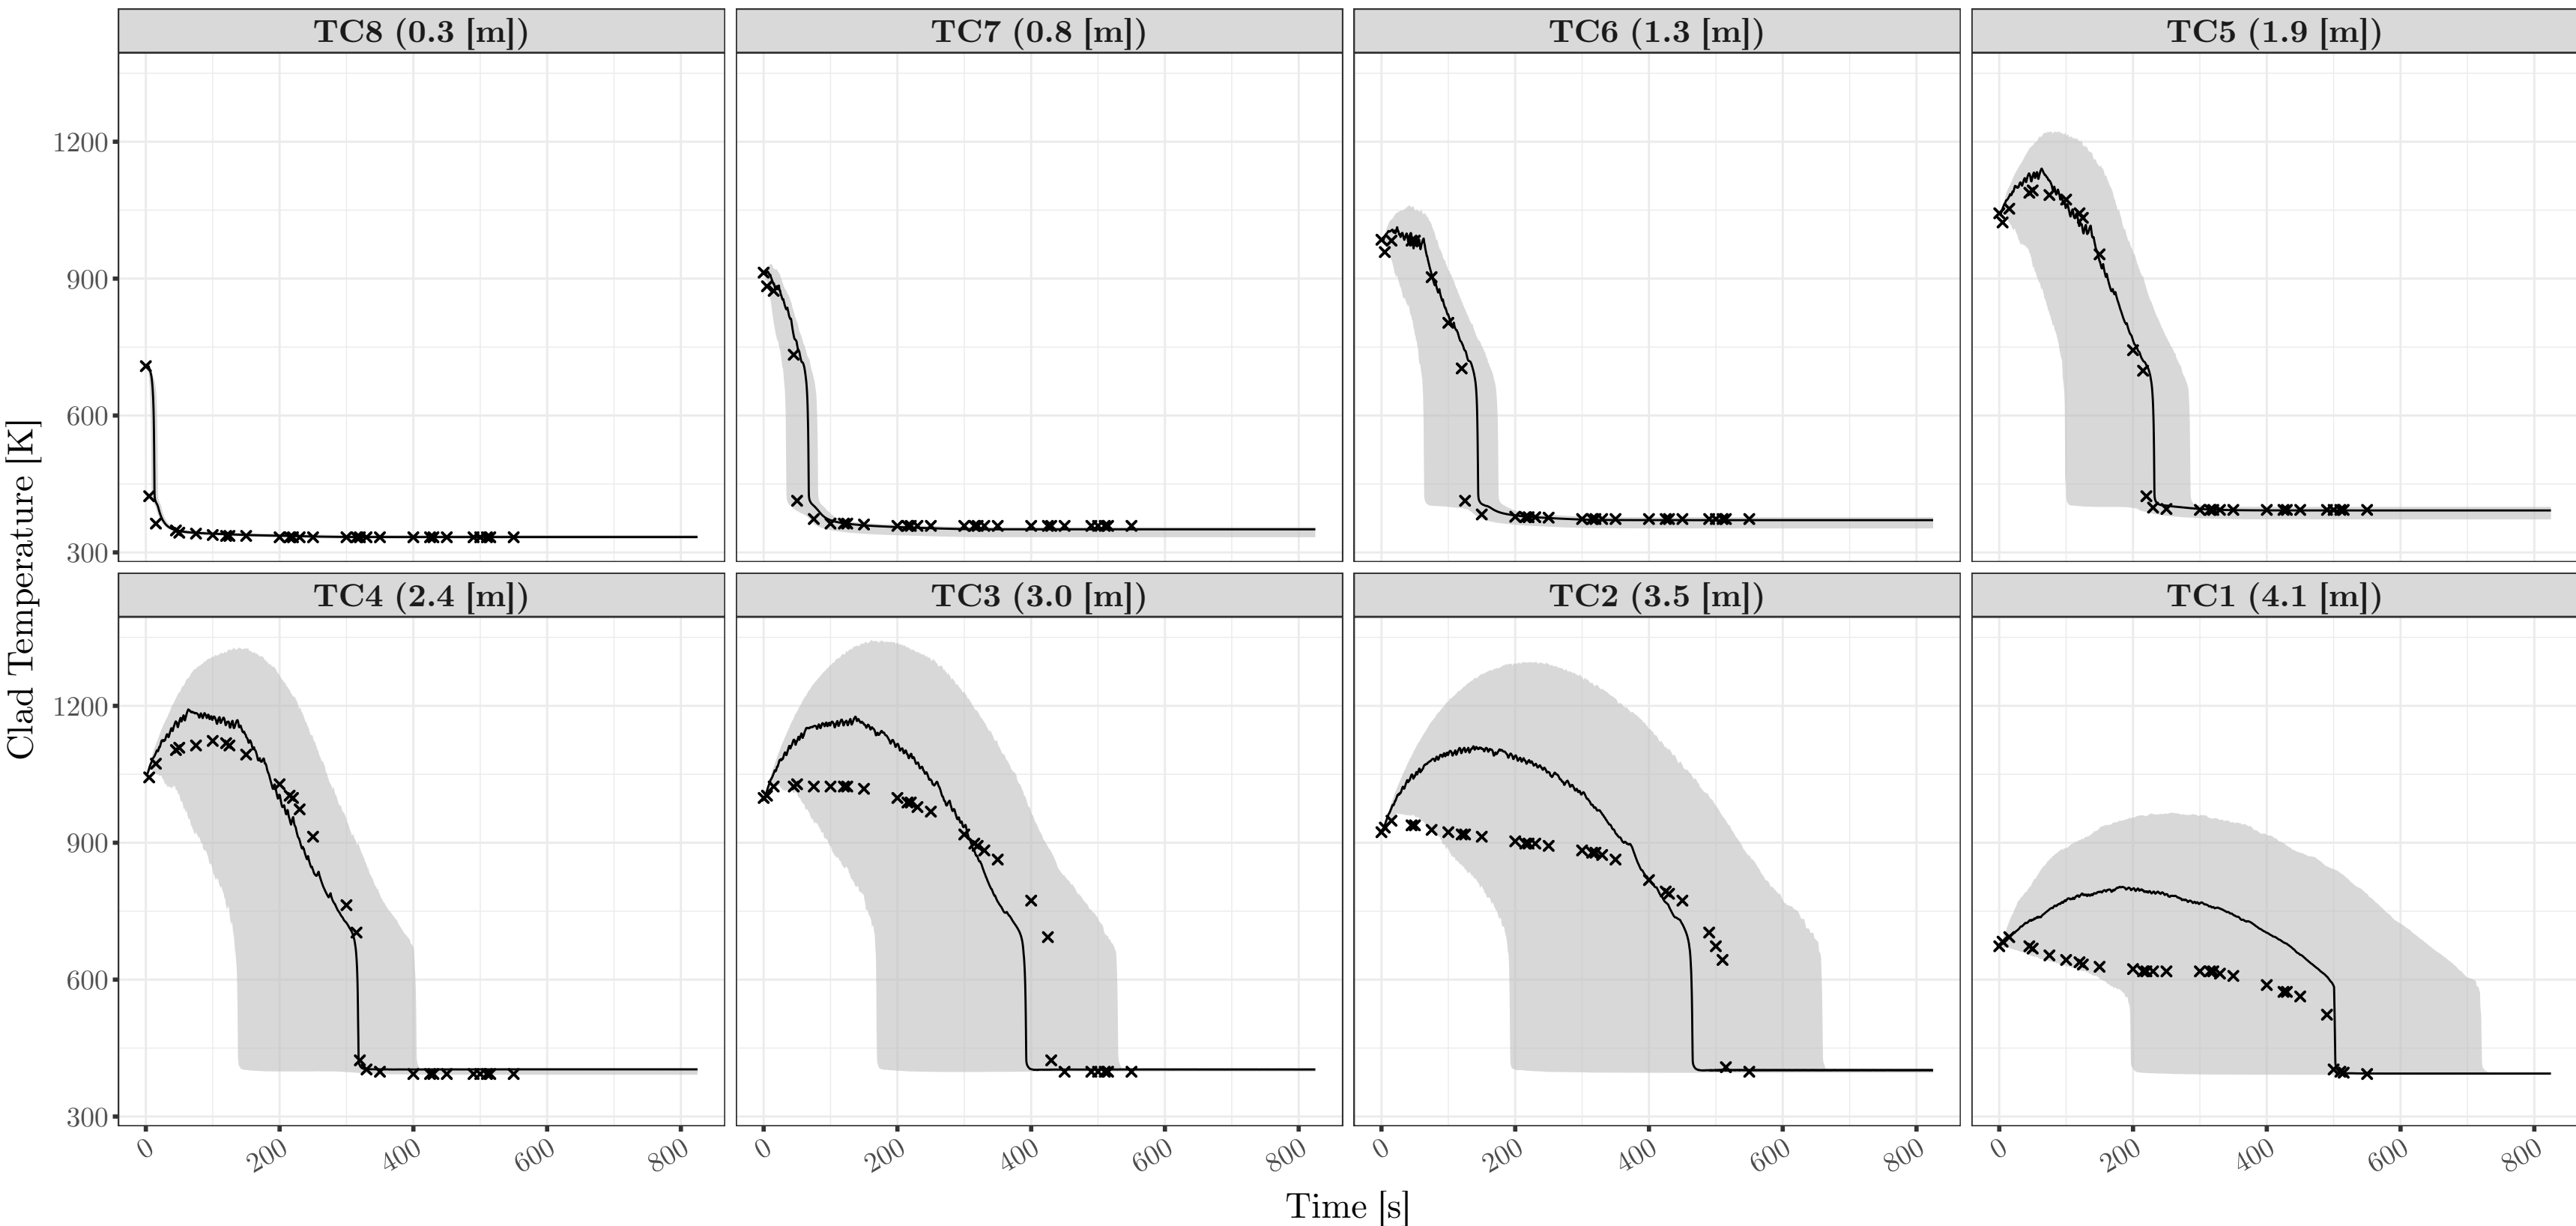 TC8 (0.3 [m])
TC7 (0.8 [m])
TC6 (1.3 [m])
TC5 (1.9 [m])
1200
900
600
300
Clad Temperature [K]
TC4 (2.4 [m])
TC3 (3.0 [m])
TC2 (3.5 [m])
TC1 (4.1 [m])
1200
900
600
300
0 200 400 600 800
0 200 400 600 800
0 200 400 600 800
0 200 400 600 800
Time [s]